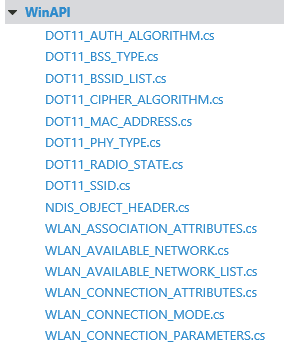 WinAPI
DOT11_AUTH_ALGORITHM.cs
DOT11_BSS_TYPE.cs
DOT11_BSSID_LIST.cs
DOT11_CIPHER_ALGORITHM.cs
DOT11_MAC_ADDRESS.cs
DOT11_PHY_TYPE.cs
DOT11_RADIO_STATE.cs
DOT11_SSID.cs
NDIS_OBJECT_HEADER.cs
WLAN_ASSOCIATION_ATTRIBUTES.cs
WLAN_AVAILABLE_NETWORK.cs
WLAN_AVAILABLE_NETWORK_LIST.cs
WLAN_CONNECTION_ATTRIBUTES.cs
WLAN_CONNECTION_MODE.cs
WLAN_CONNECTION_PARAMETERS.cs